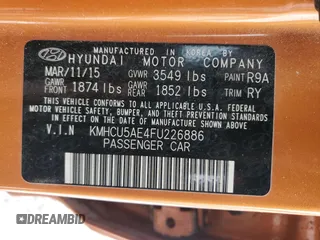 MANUFACTURED IN KOREA BY
HYUNDAI MOTOR COMPANY
MAR/11/15 GVWR 3549 lbs PAINT R9A
GAWR FRONT 1874 lbs GAWR REAR 1852 lbs TRIM RY
THIS VEHICLE CONFORMS TO ALL APPLICABLE FEDERAL
MOTOR VEHICLE SAFETY, BUMPER, AND THEFT PREVENTION
STANDARDS IN EFFECT ON THE DATE OF MANUFACTURE
SHOWN ABOVE.
V.I.N KMHCU5AE4FU226886
PASSENGER CAR
AUTOHELPERBOT.COM